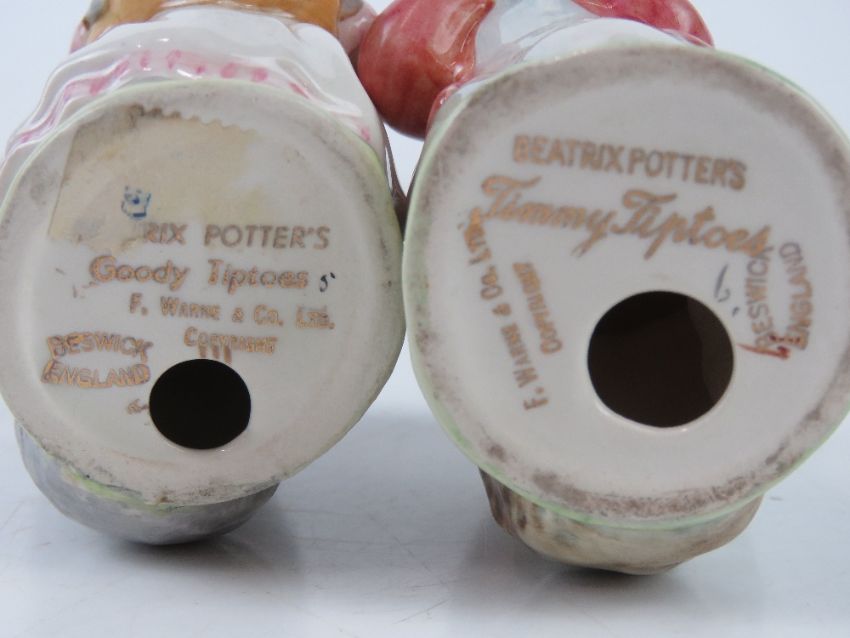 RIX POTTER'S
Goody Tiptoes
F. WARNE & CO. LTD.
COPYRIGHT
BESWICK
ENGLAND
BEATRIX POTTER'S
Timmy Tiptoes
F. WARNE & CO. LTD.
COPYRIGHT
BESWICK
ENGLAND